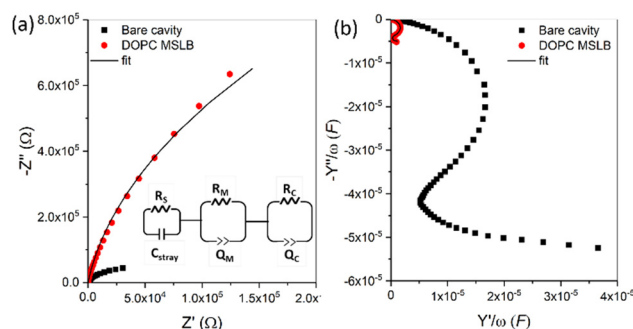 (a)
8.0x10⁵
6.0x10⁵
4.0x10⁵
2.0x10⁵
0.0
-Z" (Ω)
Bare cavity
DOPC MSLB
fit
R_S
C_stray
R_M
Q_M
R_C
Q_C
0.0
5.0x10⁴
1.0x10⁵
1.5x10⁵
2.0x1
Z' (Ω)
(b)
0
-1x10⁻⁵
-2x10⁻⁵
-3x10⁻⁵
-4x10⁻⁵
-5x10⁻⁵
-6x10⁻⁵
-Y"/ω (F)
Bare cavity
DOPC MSLB
fit
0
1x10⁻⁵
2x10⁻⁵
3x10⁻⁵
4x10⁻⁵
Y'/ω (F)